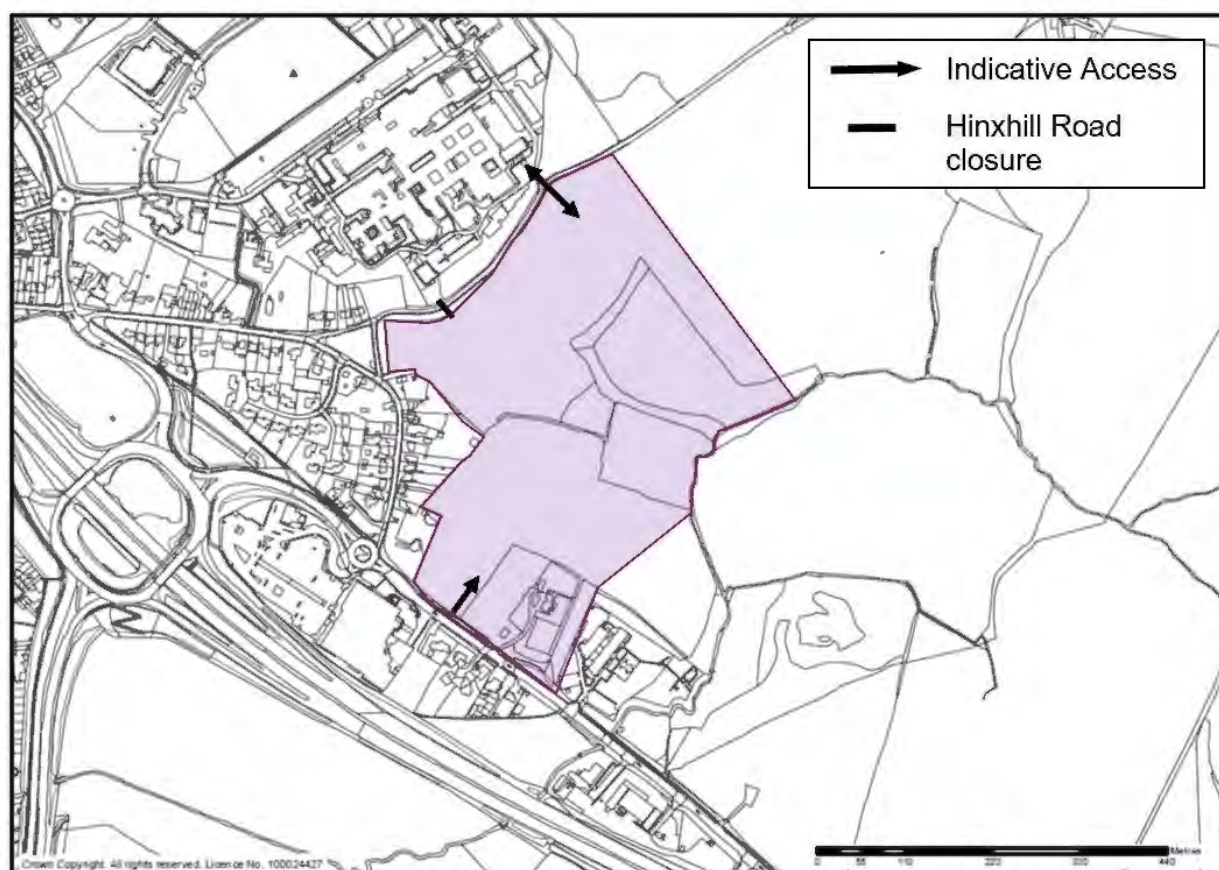 Indicative Access
Hinxhill Road
closure
Crown Copyright. All rights reserved. Licence No. 100024427
Metres
0 55 110 220 330 440